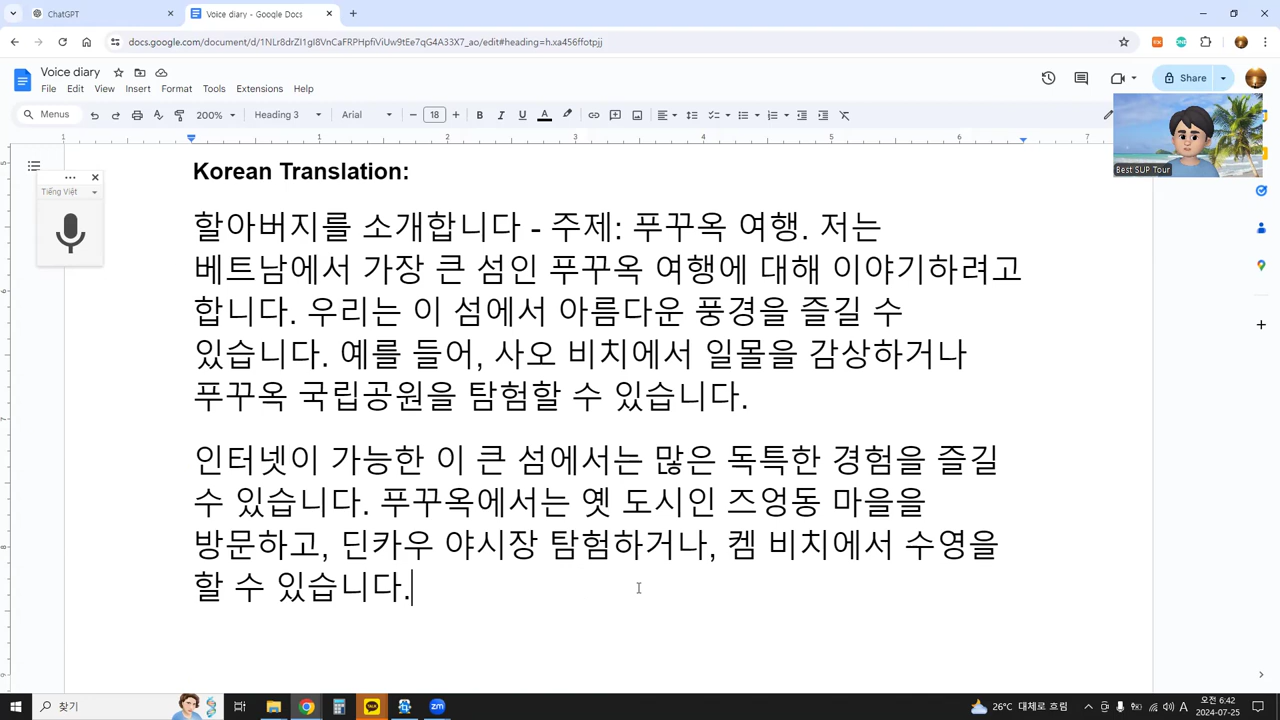 ChatGPT
Voice diary - Google Docs
docs.google.com/document/d/1NLr8drZI1gI8VnCaFRPHpfiViUw9tEe7qG4A33X7_ao/edit#heading=h.xa456ffotpjj
Voice diary
File Edit View Insert Format Tools Extensions Help
Share
Menus 200% Heading 3 Arial 18 B I U A
1 1 2 3 4 5 6 7
Best SUP Tour
Tiếng Việt
Korean Translation:
할아버지를 소개합니다 - 주제: 푸꾸옥 여행. 저는
베트남에서 가장 큰 섬인 푸꾸옥 여행에 대해 이야기하려고
합니다. 우리는 이 섬에서 아름다운 풍경을 즐길 수
있습니다. 예를 들어, 사오 비치에서 일몰을 감상하거나
푸꾸옥 국립공원을 탐험할 수 있습니다.
인터넷이 가능한 이 큰 섬에서는 많은 독특한 경험을 즐길
수 있습니다. 푸꾸옥에서는 옛 도시인 즈엉동 마을을
방문하고, 딘카우 야시장 탐험하거나, 켐 비치에서 수영을
할 수 있습니다.
찾기
26°C 대체로 흐림
A
오전 6:42
2024-07-25